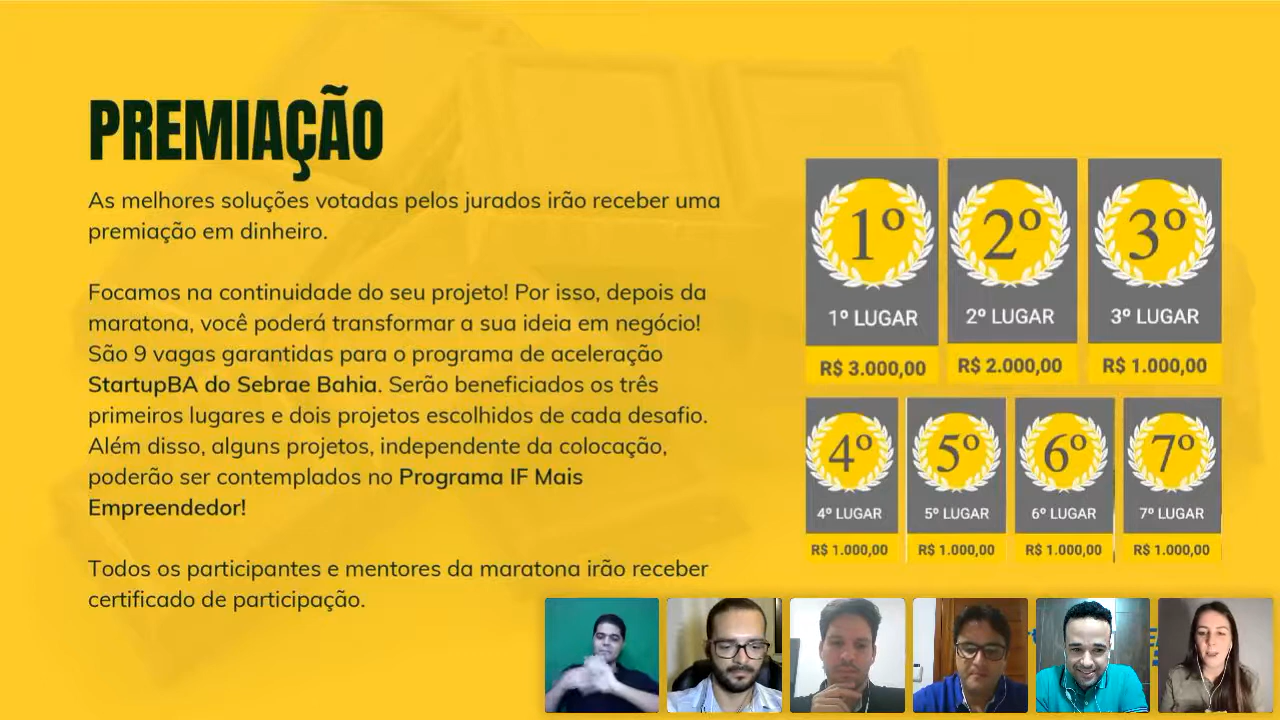 PREMIAÇÃO
As melhores soluções votadas pelos jurados irão receber uma
premiação em dinheiro.
Focamos na continuidade do seu projeto! Por isso, depois da
maratona, você poderá transformar a sua ideia em negócio!
São 9 vagas garantidas para o programa de aceleração
StartupBA do Sebrae Bahia. Serão beneficiados os três
primeiros lugares e dois projetos escolhidos de cada desafio.
Além disso, alguns projetos, independente da colocação,
poderão ser contemplados no Programa IF Mais
Empreendedor!
Todos os participantes e mentores da maratona irão receber
certificado de participação.
1º 2º 3º
1º LUGAR 2º LUGAR 3º LUGAR
R$ 3.000,00 R$ 2.000,00 R$ 1.000,00
4º 5º 6º 7º
4º LUGAR 5º LUGAR 6º LUGAR 7º LUGAR
R$ 1.000,00 R$ 1.000,00 R$ 1.000,00 R$ 1.000,00